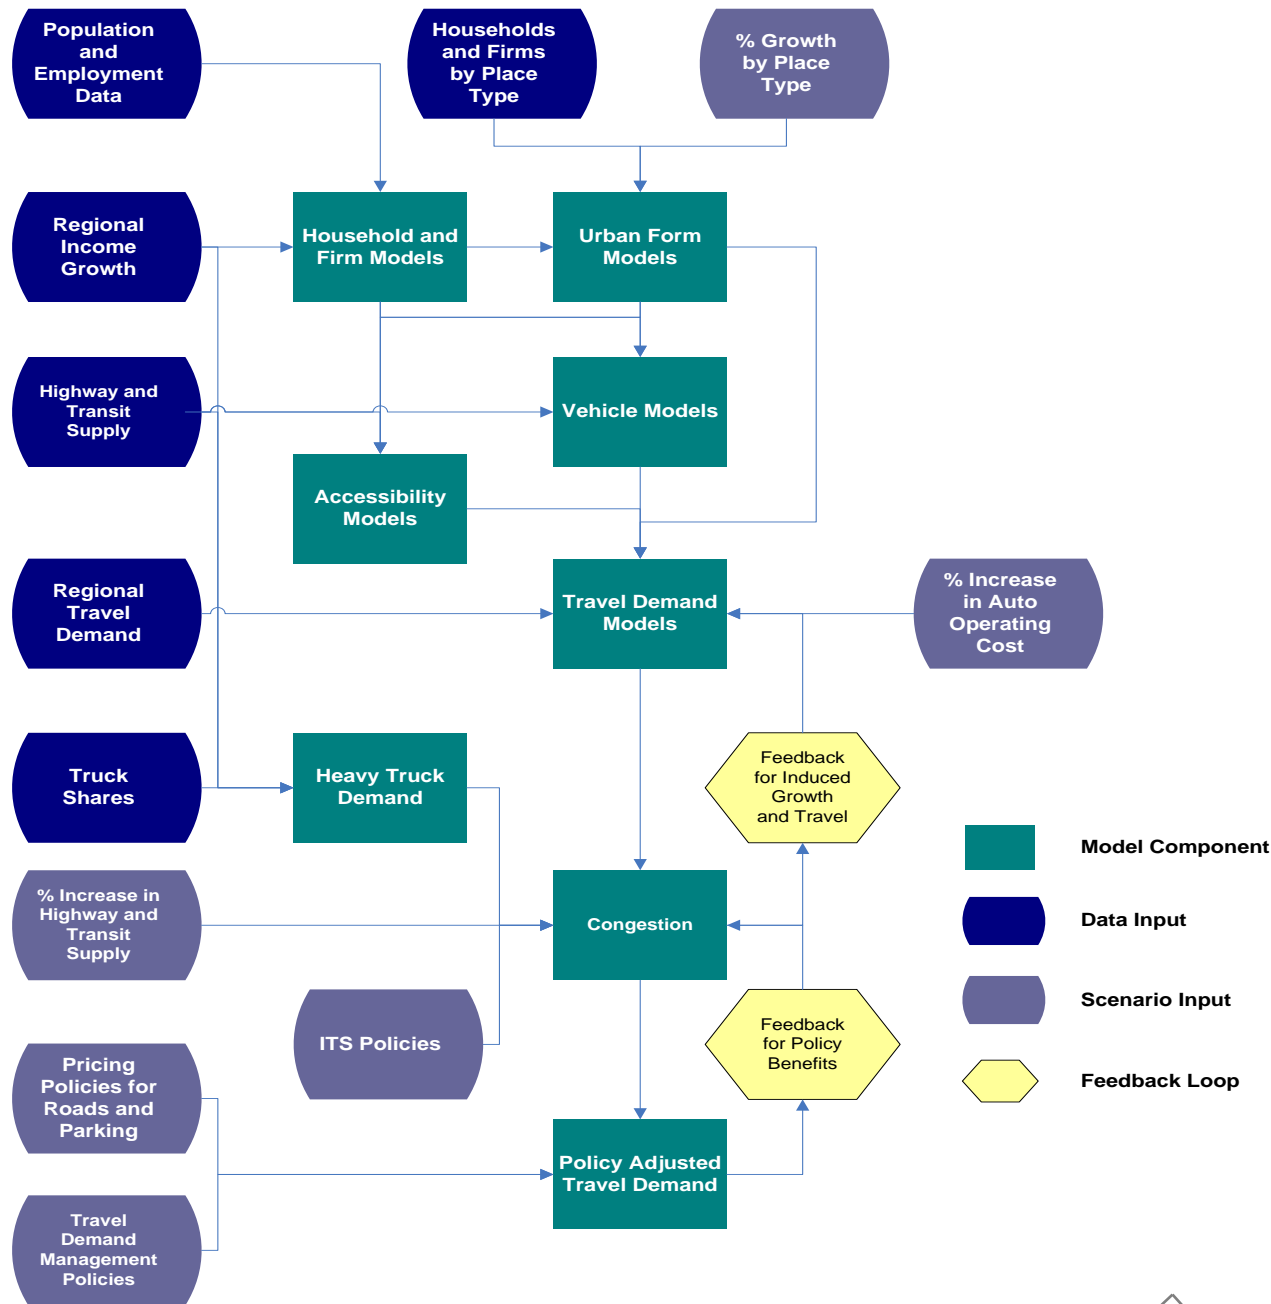 Population
and
Employment
Data
Households
and Firms
by Place
Type
% Growth
by Place
Type
Regional
Income
Growth
Household and
Firm Models
Urban Form
Models
Highway and
Transit
Supply
Vehicle Models
Accessibility
Models
Regional
Travel
Demand
Travel Demand
Models
% Increase
in Auto
Operating
Cost
Truck
Shares
Heavy Truck
Demand
Feedback
for Induced
Growth
and Travel
Model Component
% Increase in
Highway and
Transit
Supply
Congestion
Data Input
Scenario Input
ITS Policies
Feedback
for Policy
Benefits
Feedback Loop
Pricing
Policies for
Roads and
Parking
Policy Adjusted
Travel Demand
Travel
Demand
Management
Policies